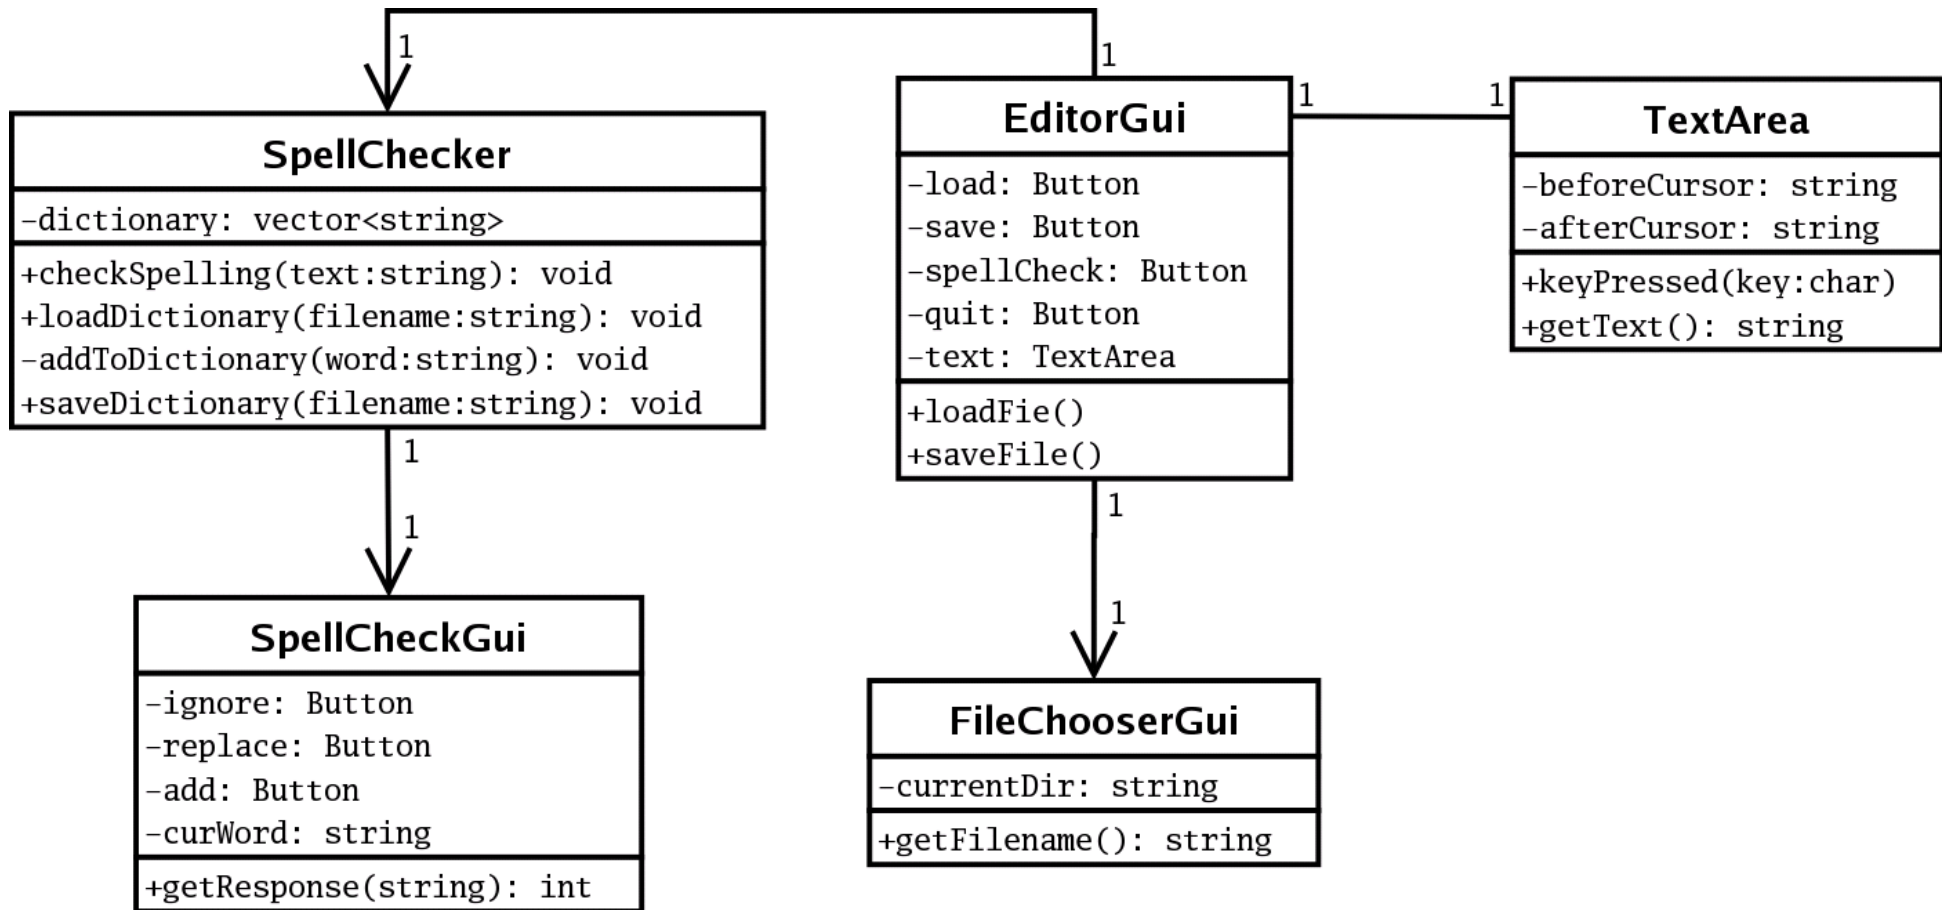 1
1
SpellChecker
-dictionary: vector<string>
+checkSpelling(text:string): void
+loadDictionary(filename:string): void
-addToDictionary(word:string): void
+saveDictionary(filename:string): void
1
1
SpellCheckGui
-ignore: Button
-replace: Button
-add: Button
-curWord: string
+getResponse(string): int
EditorGui
-load: Button
-save: Button
-spellCheck: Button
-quit: Button
-text: TextArea
+loadFie()
+saveFile()
1
1
FileChooserGui
-currentDir: string
+getFilename(): string
1
1
TextArea
-beforeCursor: string
-afterCursor: string
+keyPressed(key:char)
+getText(): string